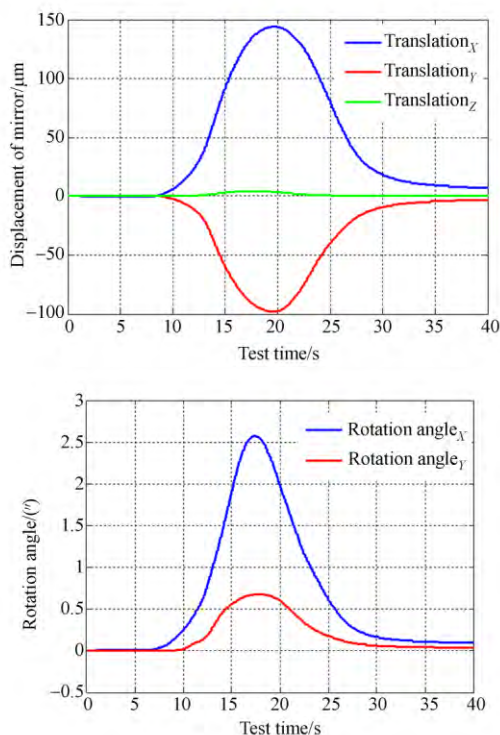 150
100
50
0
−50
−100
Displacement of mirror/μm
Translation_X
Translation_Y
Translation_Z
0 5 10 15 20 25 30 35 40
Test time/s
3
2.5
2
1.5
1
0.5
0
−0.5
Rotation angle/(″)
Rotation angle_X
Rotation angle_Y
0 5 10 15 20 25 30 35 40
Test time/s